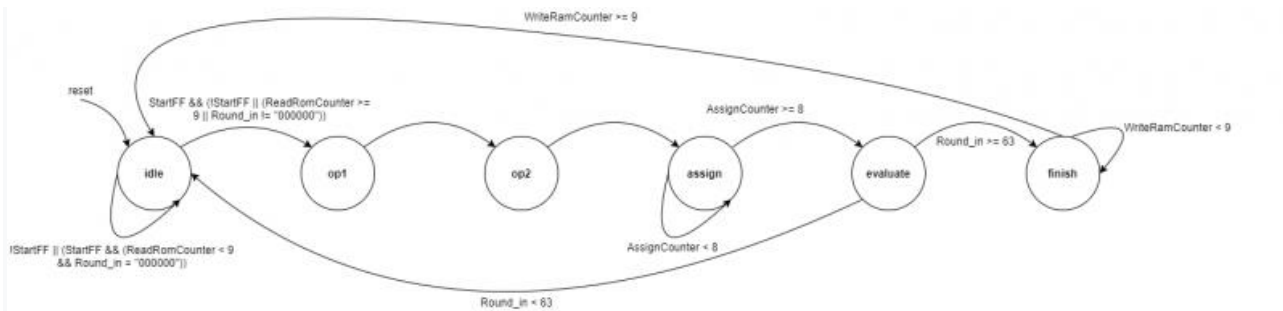 WriteRamCounter >= 9
reset
StartFF && (!StartFF || (ReadRomCounter >=
9 || Round_in != "000000"))
AssignCounter >= 8
WriteRamCounter < 9
Round_in >= 63
idle
op1
op2
assign
evaluate
finish
!StartFF || (StartFF && (ReadRomCounter < 9
&& Round_in = "000000"))
AssignCounter < 8
Round_in < 63